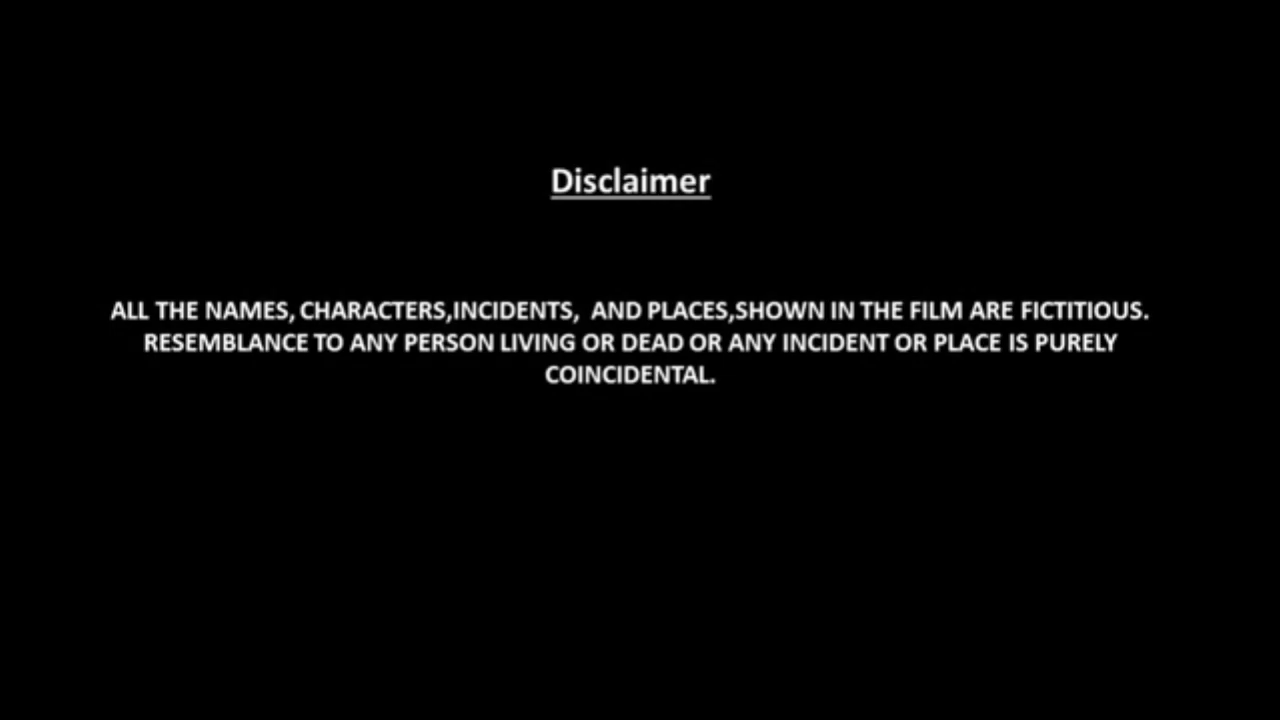 Disclaimer
ALL THE NAMES, CHARACTERS,INCIDENTS,  AND PLACES,SHOWN IN THE FILM ARE FICTITIOUS.
RESEMBLANCE TO ANY PERSON LIVING OR DEAD OR ANY INCIDENT OR PLACE IS PURELY
COINCIDENTAL.